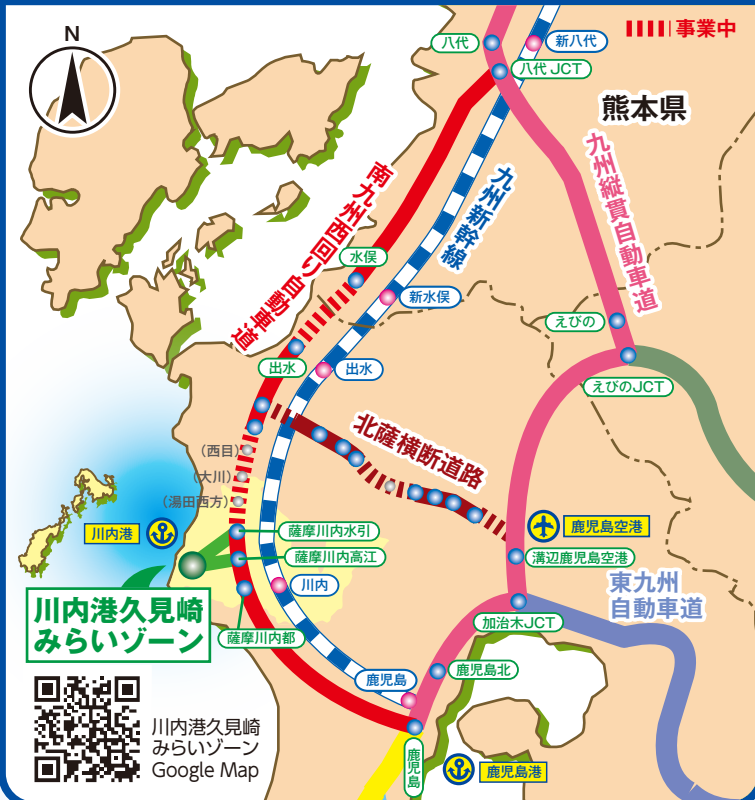 N
八代
新八代
事業中
八代JCT
熊本県
九州縦貫自動車道
南九州西回り自動車道
九州新幹線
水俣
新水俣
えびの
出水
出水
えびのJCT
北薩横断道路
(西目)
(大川)
(湯田西方)
川内港
薩摩川内水引
鹿児島空港
薩摩川内高江
溝辺鹿児島空港
川内
東九州
自動車道
川内港久見崎
みらいゾーン
薩摩川内都
加治木JCT
鹿児島
鹿児島北
川内港久見崎
みらいゾーン
Google Map
鹿児島
鹿児島港